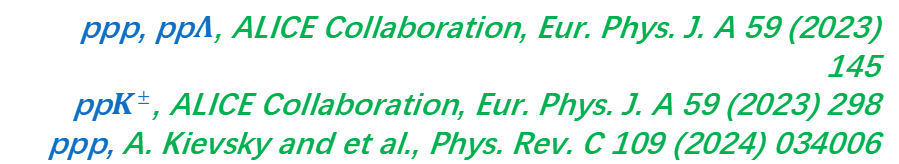 ppp, ppΛ, ALICE Collaboration, Eur. Phys. J. A 59 (2023)
145
ppK±, ALICE Collaboration, Eur. Phys. J. A 59 (2023) 298
ppp, A. Kievsky and et al., Phys. Rev. C 109 (2024) 034006